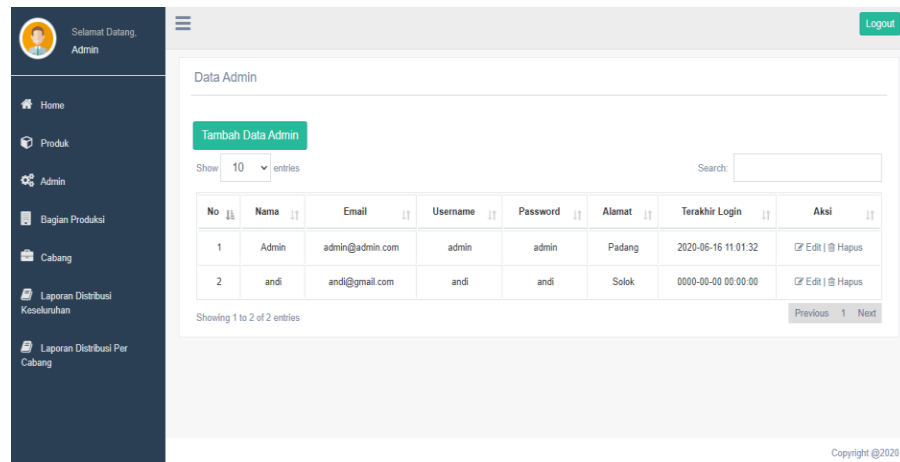 Selamat Datang,
Admin
Logout
Home
Produk
Admin
Bagian Produksi
Cabang
Laporan Distribusi
Keseluruhan
Laporan Distribusi Per
Cabang
Data Admin
Tambah Data Admin
Show 10 entries Search:
No Nama Email Username Password Alamat Terakhir Login Aksi
1 Admin admin@admin.com admin admin Padang 2020-06-16 11:01:32 Edit | Hapus
2 andi andi@gmail.com andi andi Solok 0000-00-00 00:00:00 Edit | Hapus
Showing 1 to 2 of 2 entries Previous 1 Next
Copyright @2020